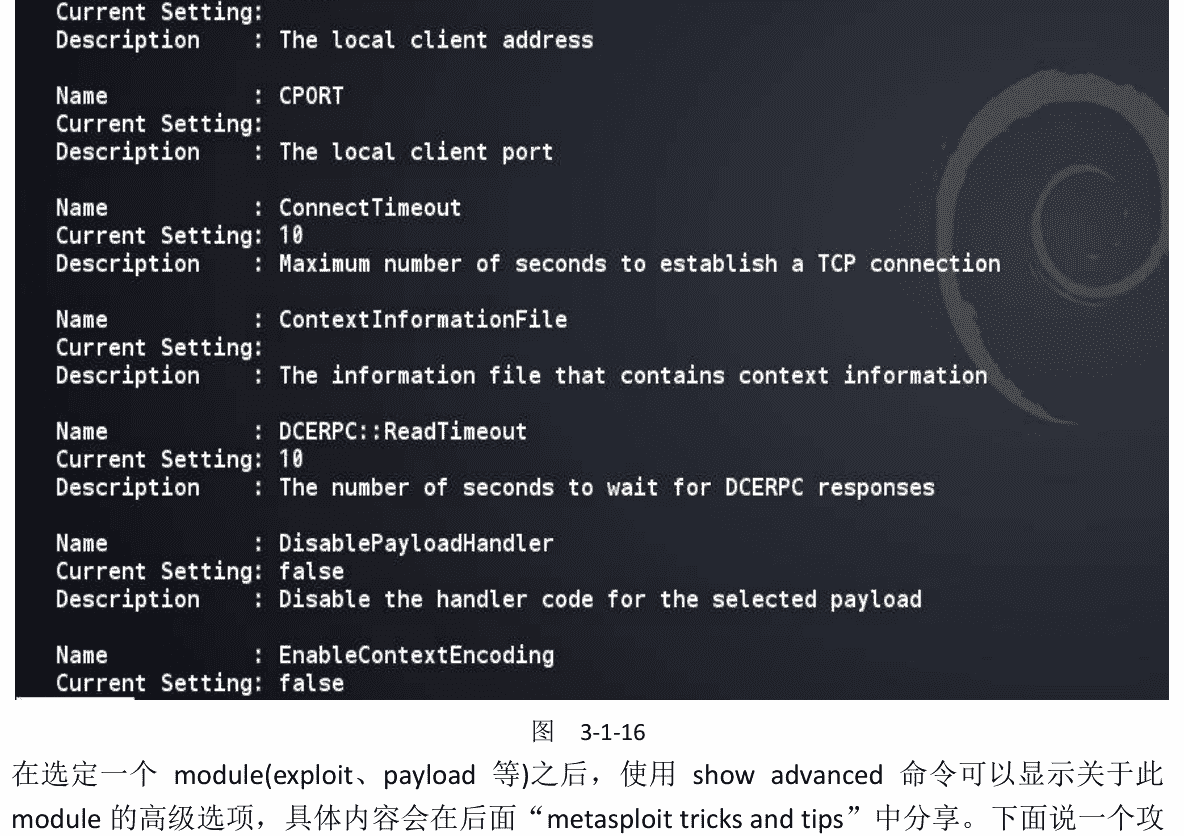 Current Setting:
Description : The local client address
Name : CPORT
Current Setting:
Description : The local client port
Name : ConnectTimeout
Current Setting: 10
Description : Maximum number of seconds to establish a TCP connection
Name : ContextInformationFile
Current Setting:
Description : The information file that contains context information
Name : DCERPC::ReadTimeout
Current Setting: 10
Description : The number of seconds to wait for DCERPC responses
Name : DisablePayloadHandler
Current Setting: false
Description : Disable the handler code for the selected payload
Name : EnableContextEncoding
Current Setting: false
图 3-1-16
在选定一个 module(exploit、payload 等)之后，使用 show advanced 命令可以显示关于此
module 的高级选项，具体内容会在后面“metasploit tricks and tips”中分享。下面说一个攻